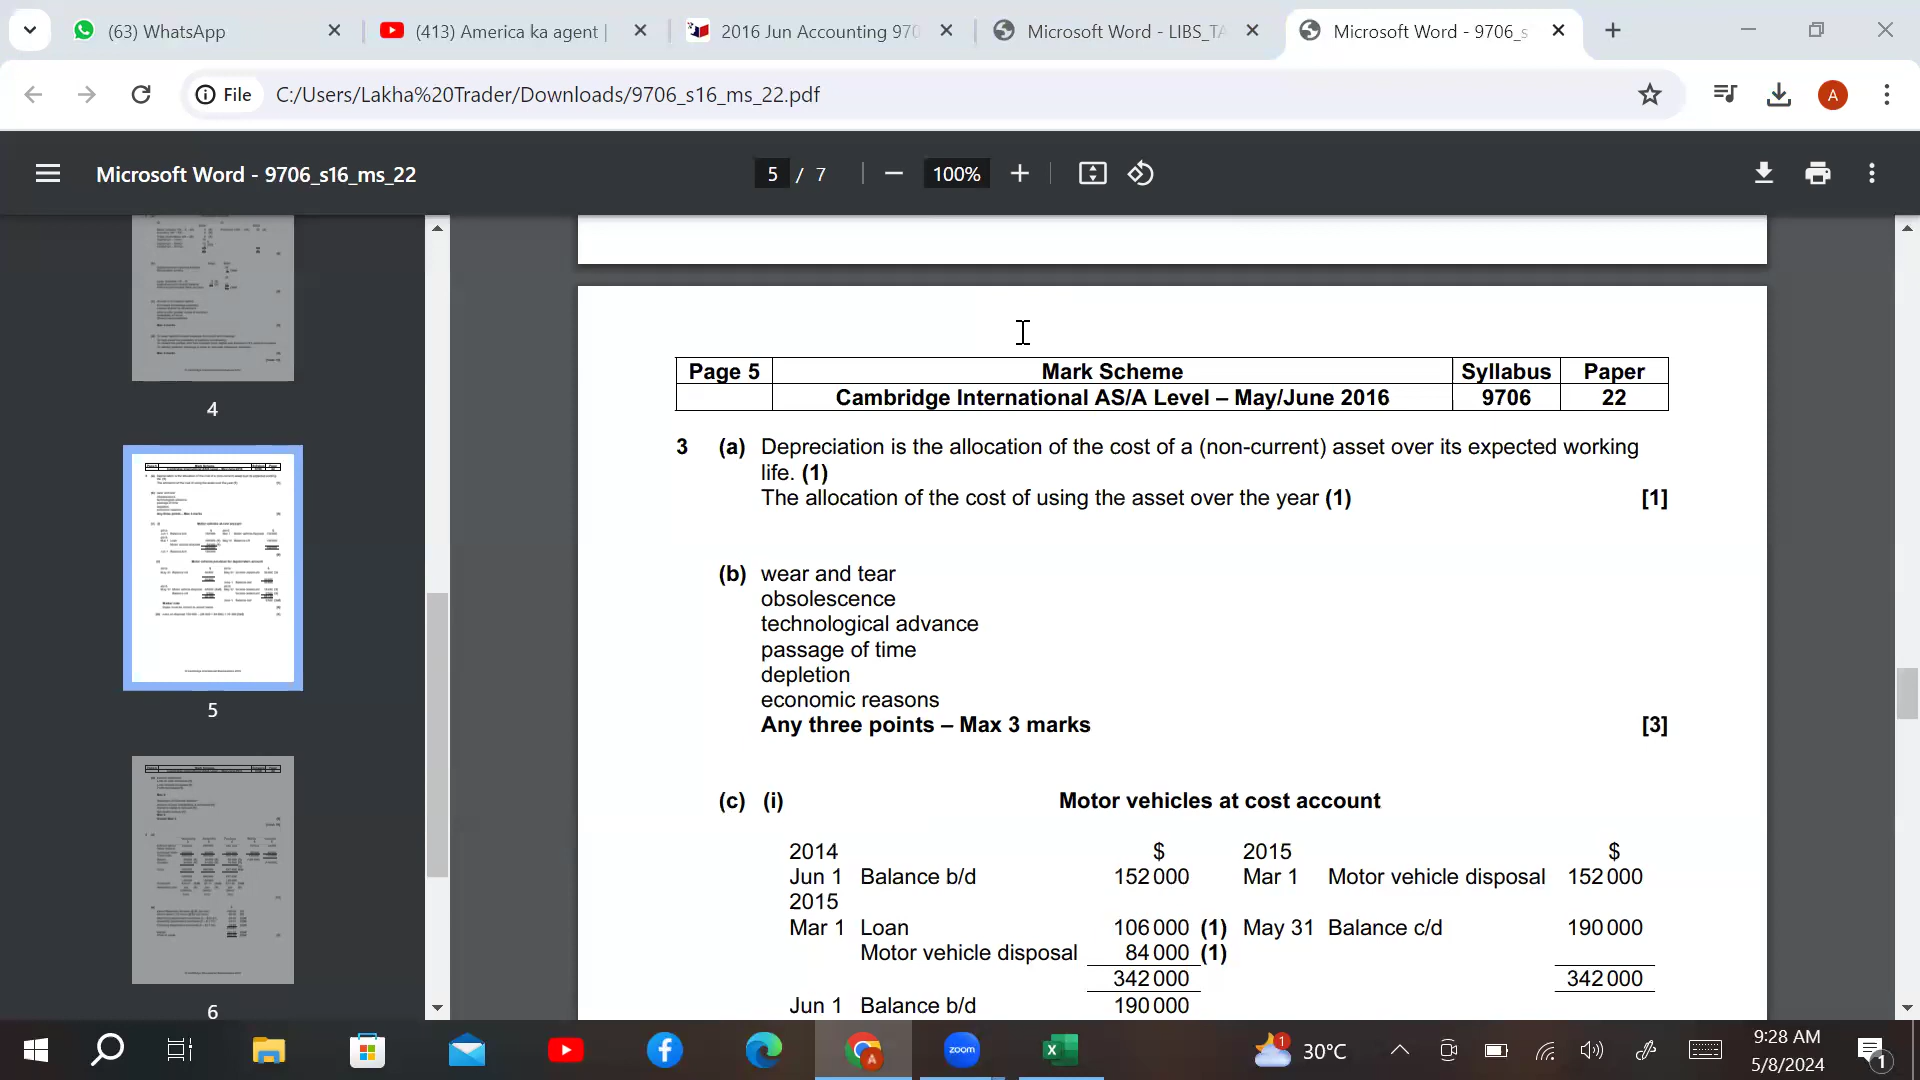 (63) WhatsApp
(413) America ka agent |
2016 Jun Accounting 970
Microsoft Word - LIBS_TA
Microsoft Word - 9706_s
File
C:/Users/Lakha%20Trader/Downloads/9706_s16_ms_22.pdf
A
Microsoft Word - 9706_s16_ms_22
5 / 7
100%
4
5
6
Page 5 Mark Scheme Syllabus Paper
Cambridge International AS/A Level – May/June 2016 9706 22
3 (a) Depreciation is the allocation of the cost of a (non-current) asset over its expected working
life. (1)
The allocation of the cost of using the asset over the year (1) [1]
(b) wear and tear
obsolescence
technological advance
passage of time
depletion
economic reasons
Any three points – Max 3 marks [3]
(c) (i) Motor vehicles at cost account
2014 $ 2015 $
Jun 1 Balance b/d 152 000 Mar 1 Motor vehicle disposal 152 000
2015
Mar 1 Loan 106 000 (1) May 31 Balance c/d 190 000
Motor vehicle disposal 84 000 (1)
342 000 342 000
Jun 1 Balance b/d 190 000
A
zoom
1
30°C
9:28 AM
5/8/2024
1